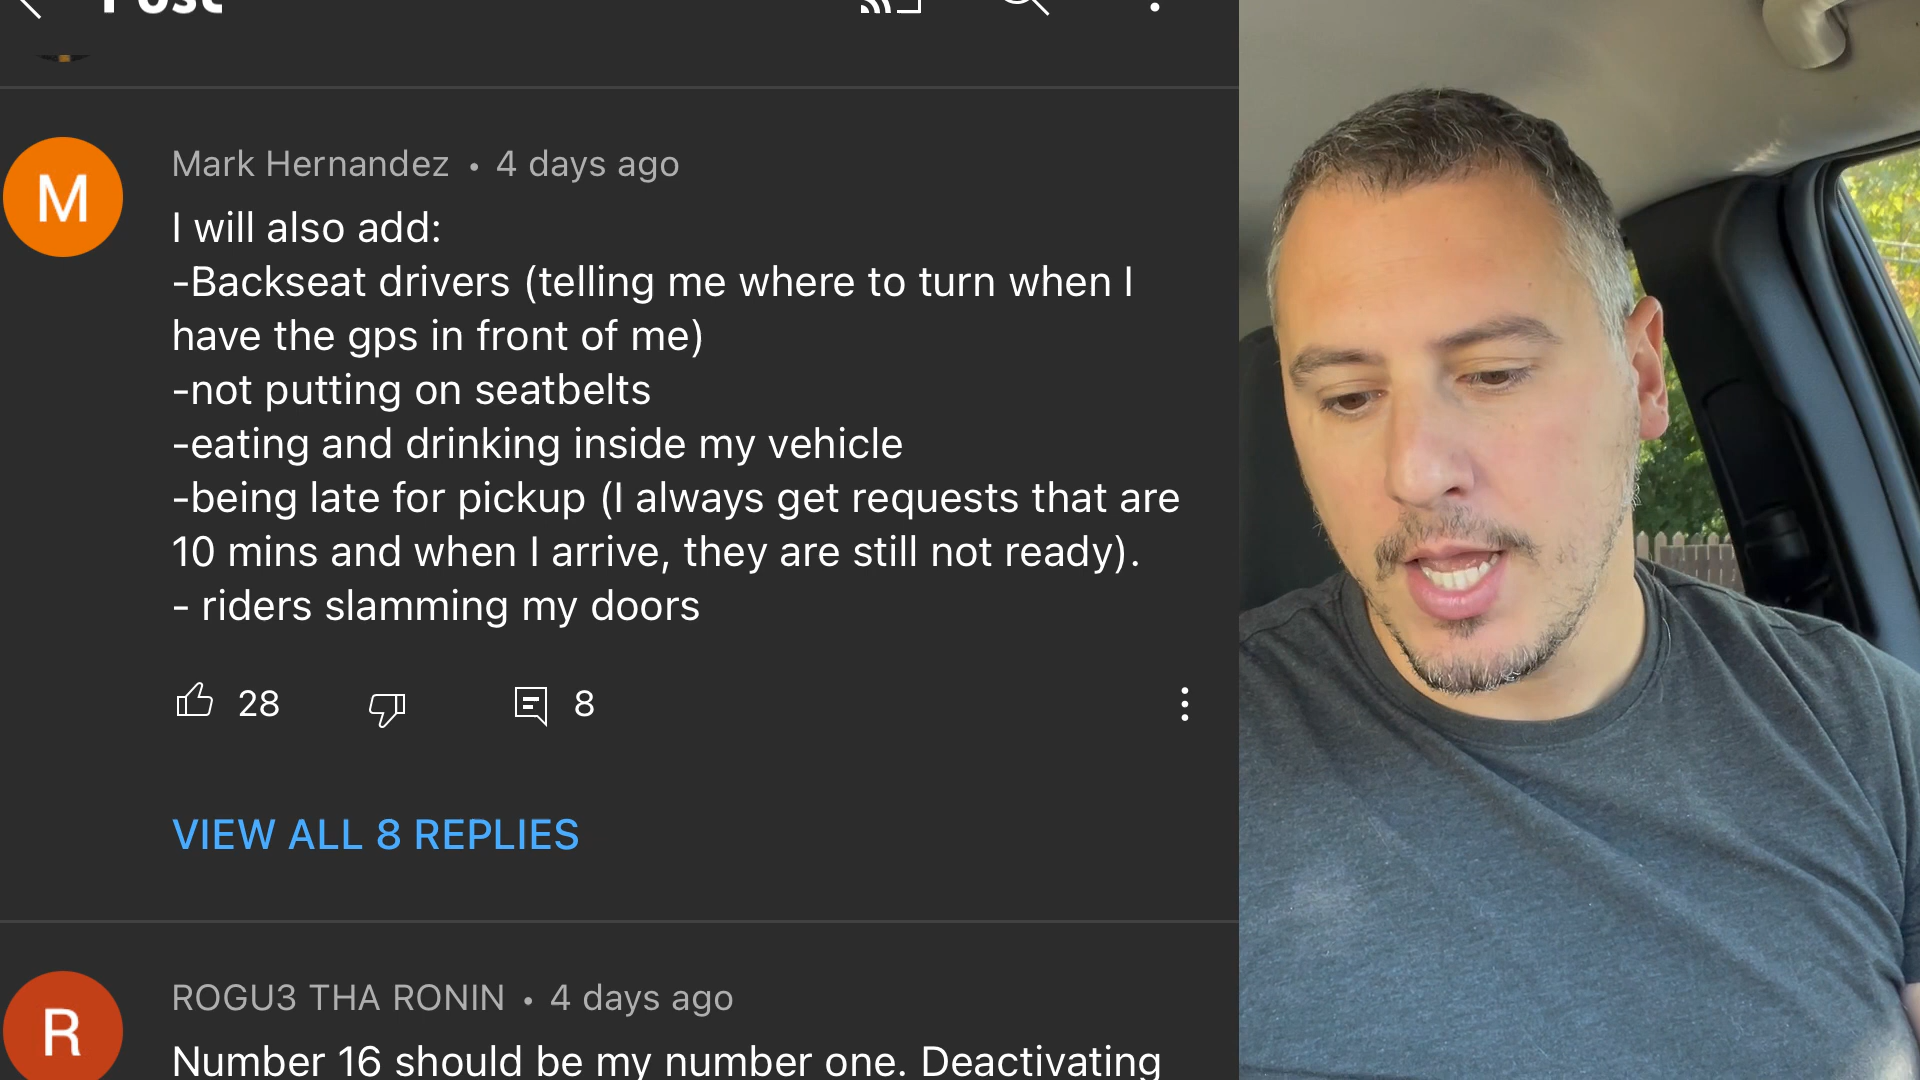 Post
M
Mark Hernandez • 4 days ago
I will also add:
-Backseat drivers (telling me where to turn when I
have the gps in front of me)
-not putting on seatbelts
-eating and drinking inside my vehicle
-being late for pickup (I always get requests that are
10 mins and when I arrive, they are still not ready).
- riders slamming my doors
28 8
VIEW ALL 8 REPLIES
R
ROGU3 THA RONIN • 4 days ago
Number 16 should be my number one. Deactivating